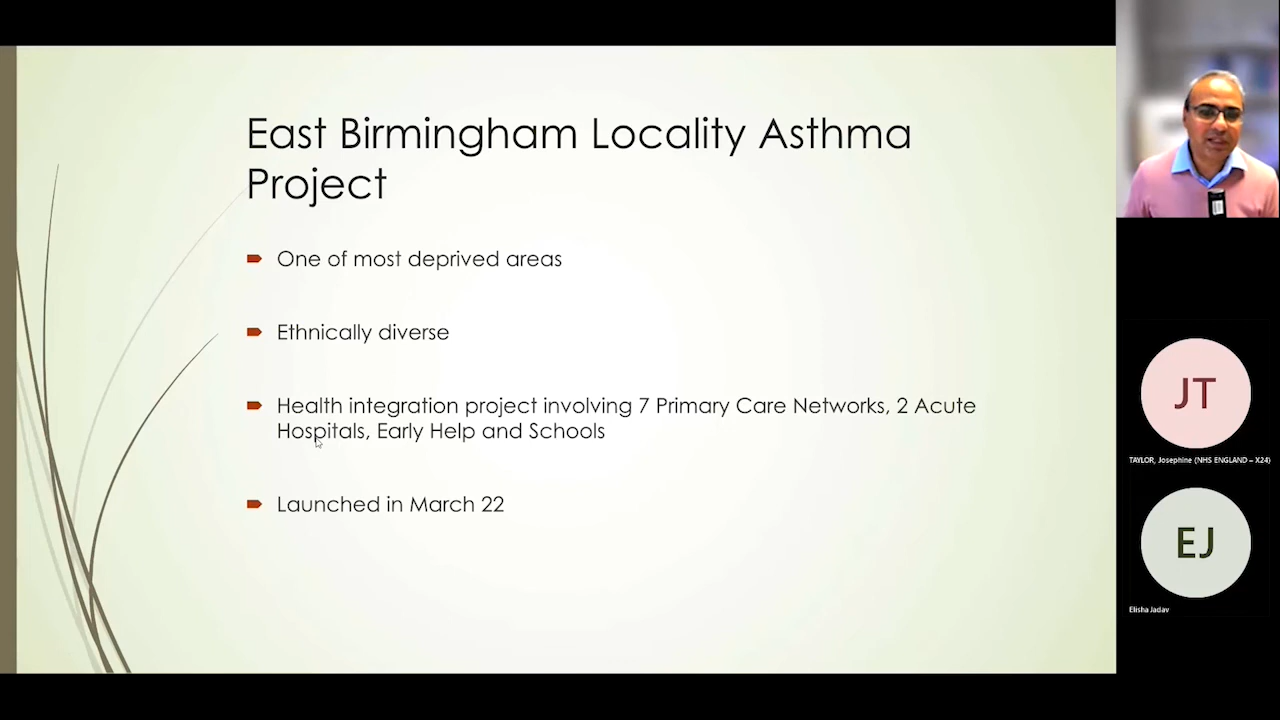 East Birmingham Locality Asthma
Project
One of most deprived areas
Ethnically diverse
Health integration project involving 7 Primary Care Networks, 2 Acute
Hospitals, Early Help and Schools
Launched in March 22
JT
TAYLOR, Josephine (NHS ENGLAND – X24)
EJ
Elisha Jadav